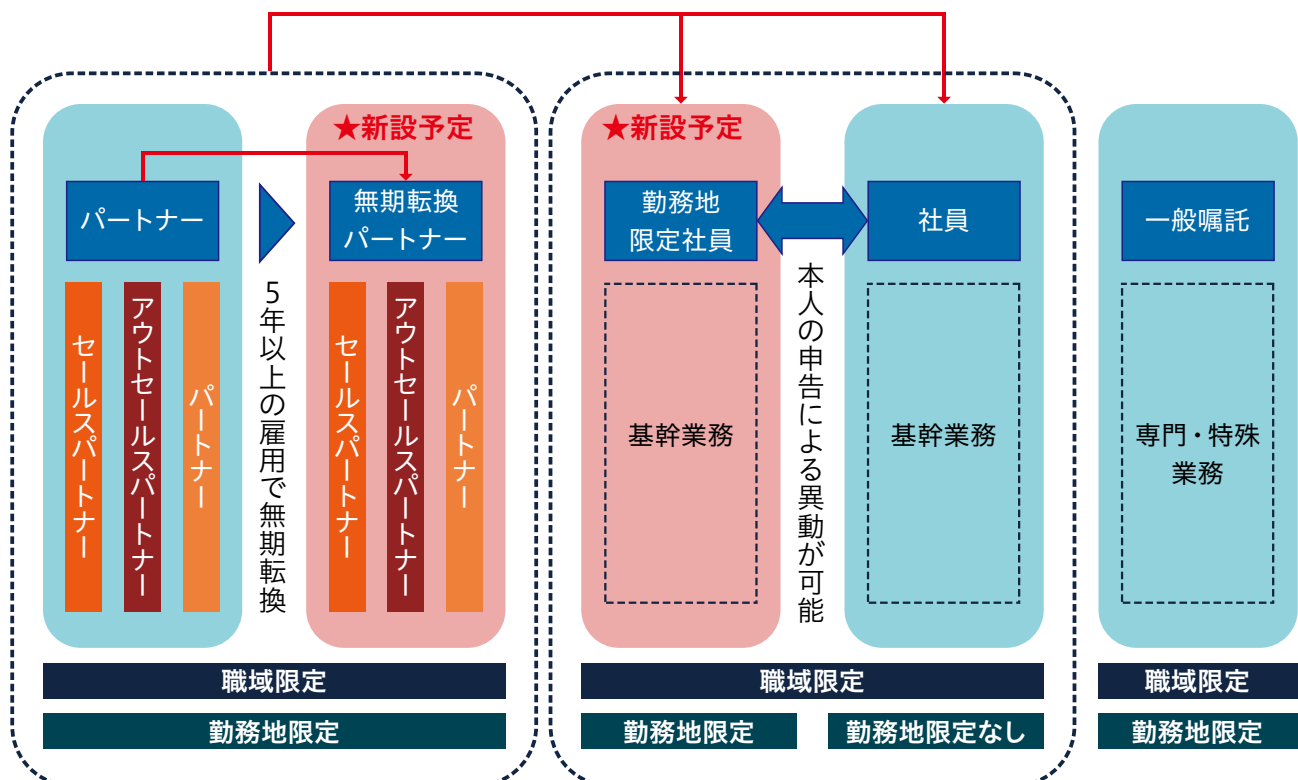 ★新設予定
パートナー
無期転換
パートナー
セールスパートナー
アウトセールスパートナー
パートナー
5年以上の雇用で無期転換
セールスパートナー
アウトセールスパートナー
パートナー
職域限定
勤務地限定
★新設予定
勤務地
限定社員
社員
基幹業務
本人の申告による異動が可能
基幹業務
職域限定
勤務地限定
勤務地限定なし
一般嘱託
専門・特殊
業務
職域限定
勤務地限定